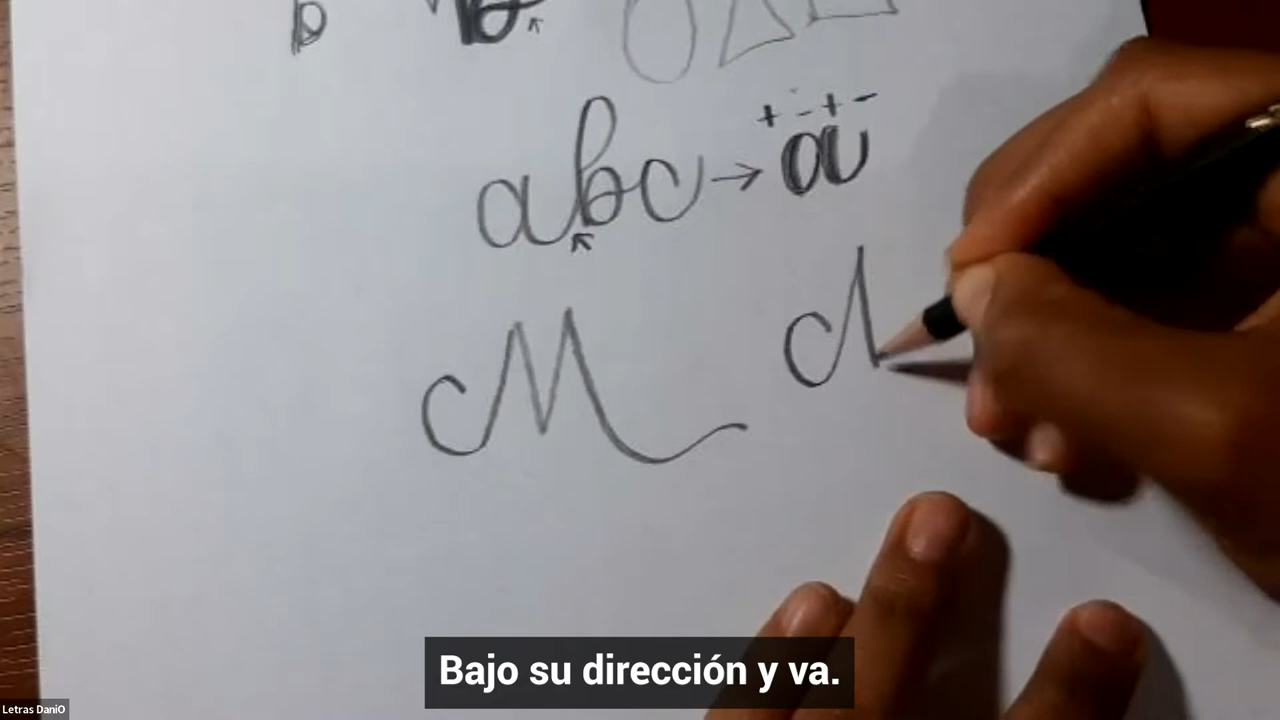 b
abc → a
+ - + -
M
Bajo su dirección y va.
Letras DaniO